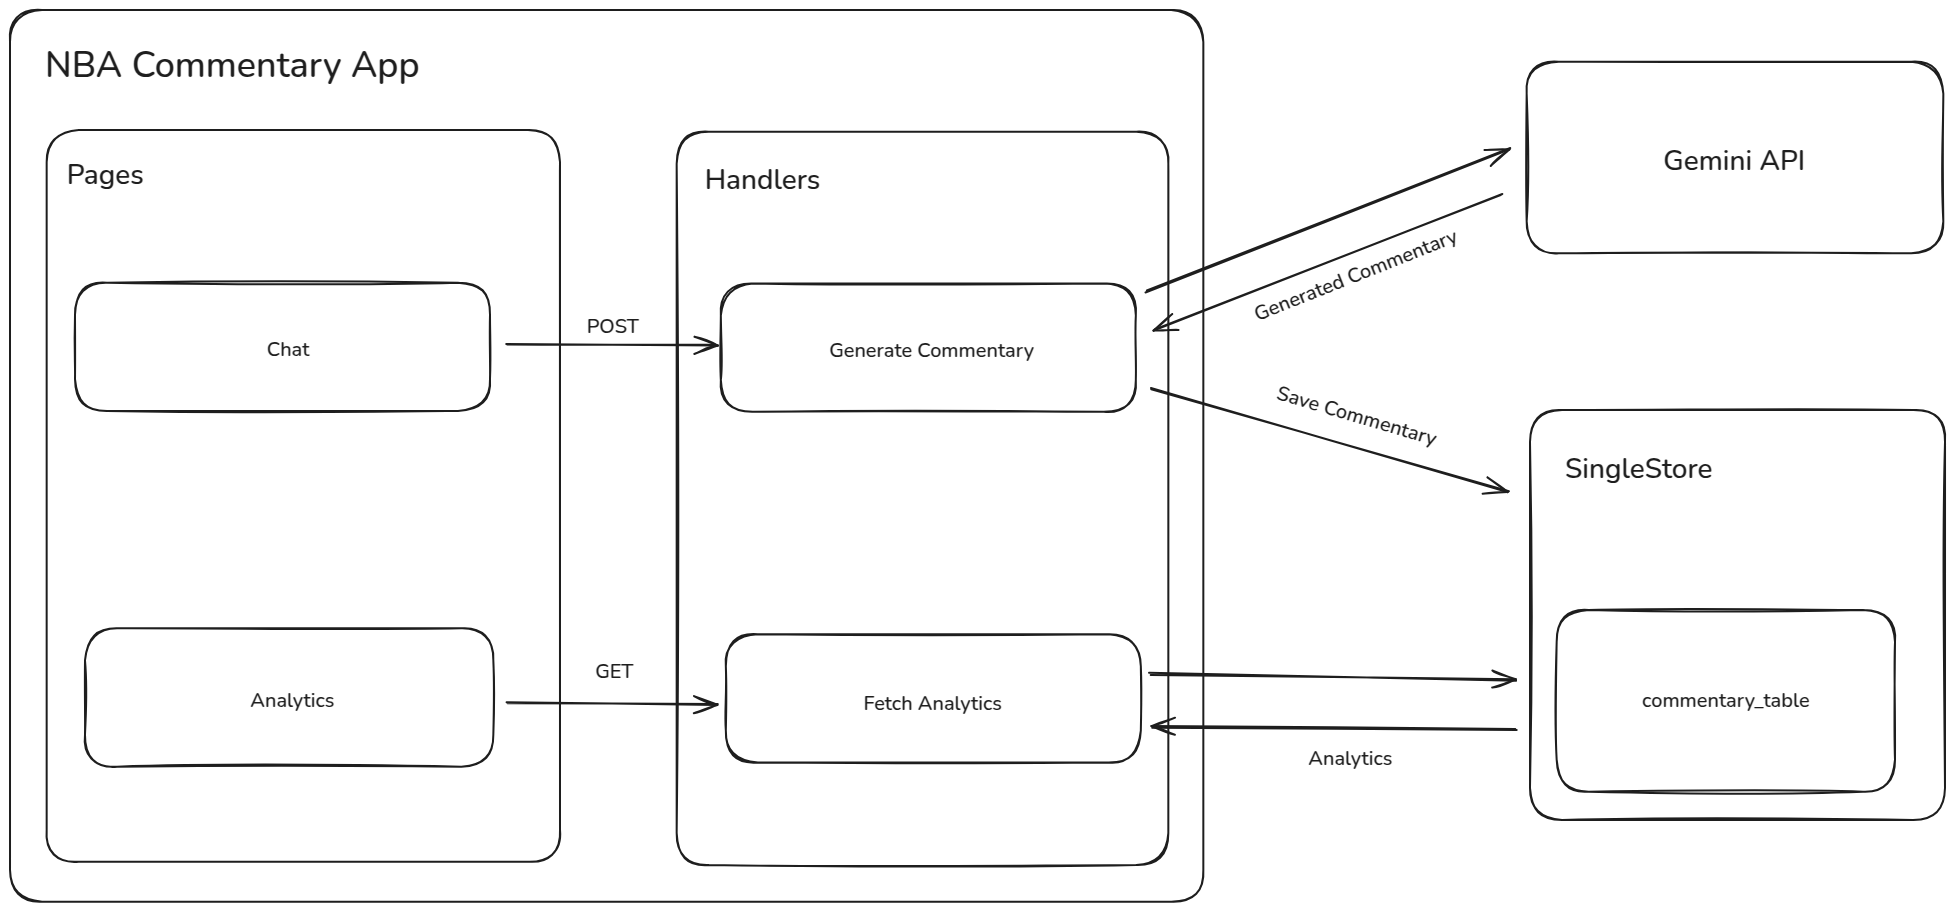 NBA Commentary App
Pages
Handlers
Gemini API
Chat
POST
Generate Commentary
Generated Commentary
Save Commentary
SingleStore
Analytics
GET
Fetch Analytics
Analytics
commentary_table